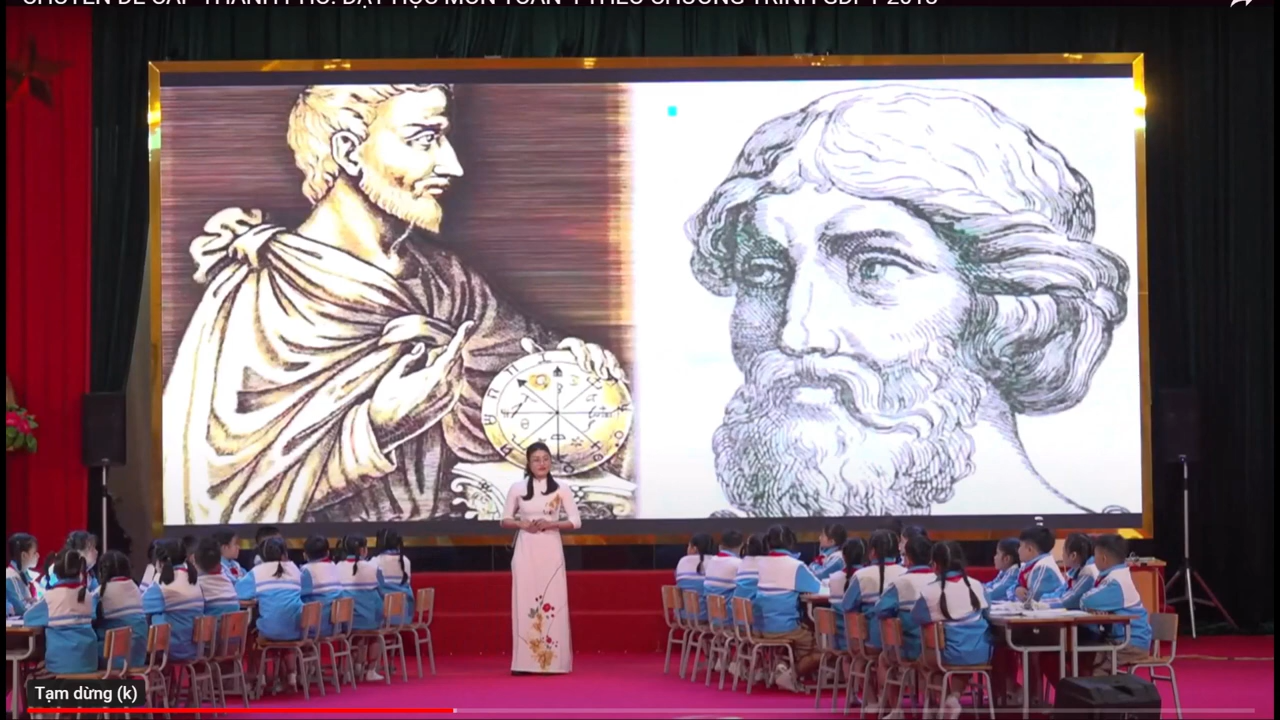 CHUYÊN ĐỀ CẤP THÀNH PHỐ: DẠY HỌC MÔN TOÁN 4 THEO CHƯƠNG TRÌNH GDPT 2018
Tạm dừng (k)